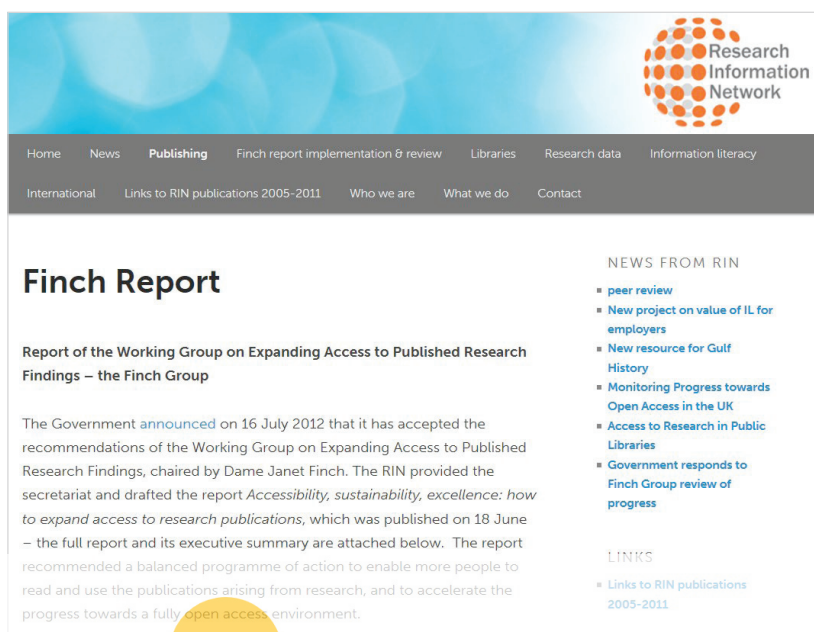 Research
Information
Network
Home News Publishing Finch report implementation & review Libraries Research data Information literacy
International Links to RIN publications 2005-2011 Who we are What we do Contact
Finch Report
Report of the Working Group on Expanding Access to Published Research
Findings – the Finch Group
The Government announced on 16 July 2012 that it has accepted the
recommendations of the Working Group on Expanding Access to Published
Research Findings, chaired by Dame Janet Finch. The RIN provided the
secretariat and drafted the report Accessibility, sustainability, excellence: how
to expand access to research publications, which was published on 18 June
– the full report and its executive summary are attached below. The report
recommended a balanced programme of action to enable more people to
read and use the publications arising from research, and to accelerate the
progress towards a fully open access environment.
NEWS FROM RIN
peer review
New project on value of IL for
employers
New resource for Gulf
History
Monitoring Progress towards
Open Access in the UK
Access to Research in Public
Libraries
Government responds to
Finch Group review of
progress
LINKS
Links to RIN publications
2005-2011